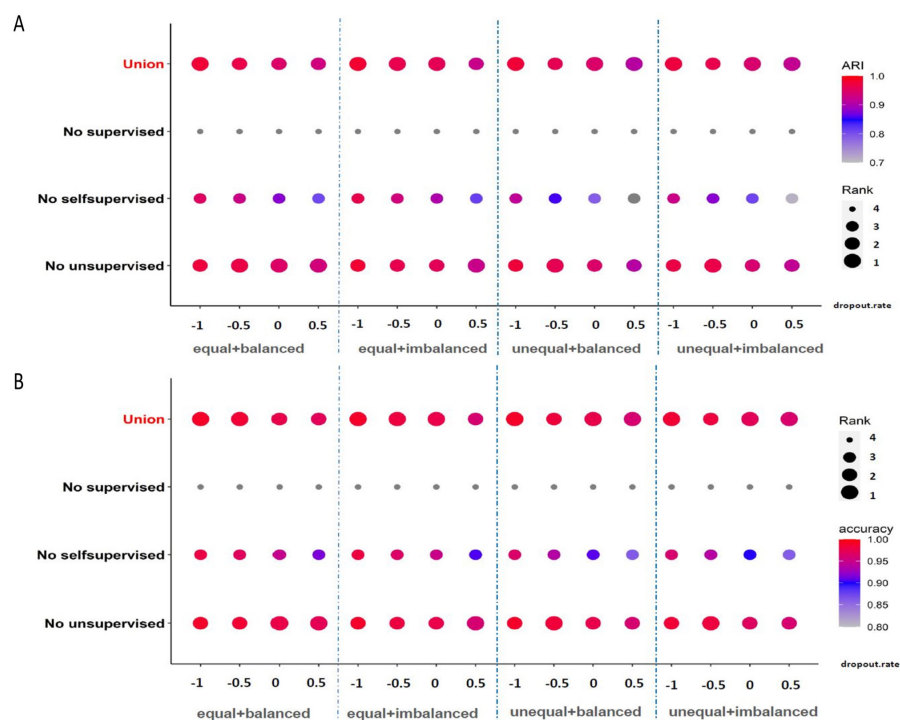 A
Union
No supervised
No selfsupervised
No unsupervised
ARI
1.0
0.9
0.8
0.7
Rank
4
3
2
1
dropout.rate
-1 -0.5 0 0.5 -1 -0.5 0 0.5 -1 -0.5 0 0.5 -1 -0.5 0 0.5
equal+balanced equal+imbalanced unequal+balanced unequal+imbalanced
B
Union
No supervised
No selfsupervised
No unsupervised
Rank
4
3
2
1
accuracy
1.00
0.95
0.90
0.85
0.80
dropout.rate
-1 -0.5 0 0.5 -1 -0.5 0 0.5 -1 -0.5 0 0.5 -1 -0.5 0 0.5
equal+balanced equal+imbalanced unequal+balanced unequal+imbalanced